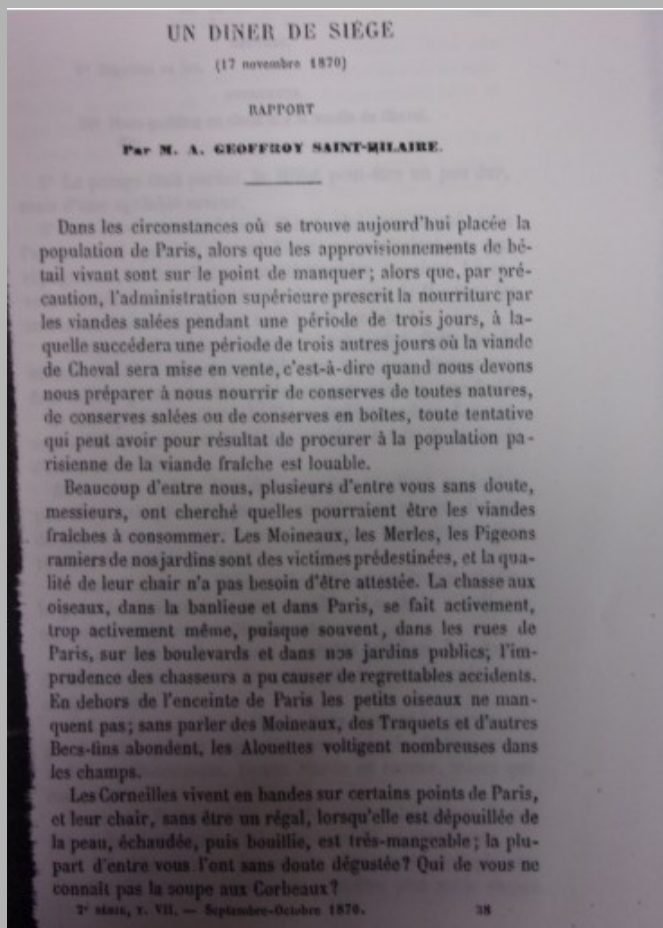 UN DINER DE SIÉGE
(17 novembre 1870)
RAPPORT
Par M. A. GEOFFROY SAINT-HILAIRE.
Dans les circonstances où se trouve aujourd'hui placée la
population de Paris, alors que les approvisionnements de bé-
tail vivant sont sur le point de manquer; alors que, par pré-
caution, l'administration supérieure prescrit la nourriture par
les viandes salées pendant une période de trois jours, à la-
quelle succédera une période de trois autres jours où la viande
de Cheval sera mise en vente, c'est-à-dire quand nous devons
nous préparer à nous nourrir de conserves de toutes natures,
de conserves salées ou de conserves en boîtes, toute tentative
qui peut avoir pour résultat de procurer à la population pa-
risienne de la viande fraîche est louable.
Beaucoup d'entre nous, plusieurs d'entre vous sans doute,
messieurs, ont cherché quelles pourraient être les viandes
fraîches à consommer. Les Moineaux, les Merles, les Pigeons
ramiers de nos jardins sont des victimes prédestinées, et la qua-
lité de leur chair n'a pas besoin d'être attestée. La chasse aux
oiseaux, dans la banlieue et dans Paris, se fait activement,
trop activement même, puisque souvent, dans les rues de
Paris, sur les boulevards et dans nos jardins publics, l'im-
prudence des chasseurs a pu causer de regrettables accidents.
En dehors de l'enceinte de Paris les petits oiseaux ne man-
quent pas; sans parler des Moineaux, des Traquets et d'autres
Becs-fins abondent, les Alouettes voltigent nombreuses dans
les champs.
Les Corneilles vivent en bandes sur certains points de Paris,
et leur chair, sans être un régal, lorsqu'elle est dépouillée de
la peau, échaudée, puis bouillie, est très-mangeable; la plu-
part d'entre vous l'ont sans doute dégustée? Qui de vous ne
connaît pas la soupe aux Corbeaux?
2e SÉRIE, T. VII. — Septembre-Octobre 1870. 38